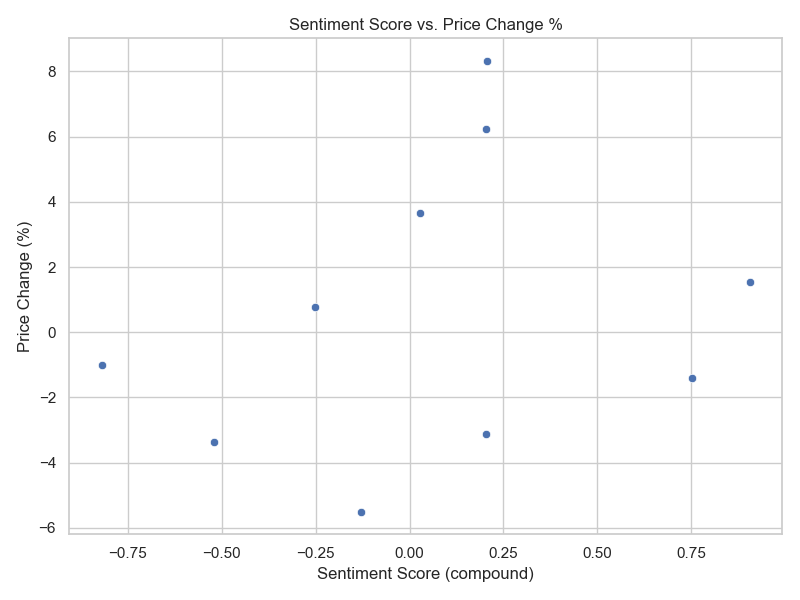 Sentiment Score vs. Price Change %
8
6
4
2
0
−2
−4
−6
Price Change (%)
−0.75 −0.50 −0.25 0.00 0.25 0.50 0.75
Sentiment Score (compound)